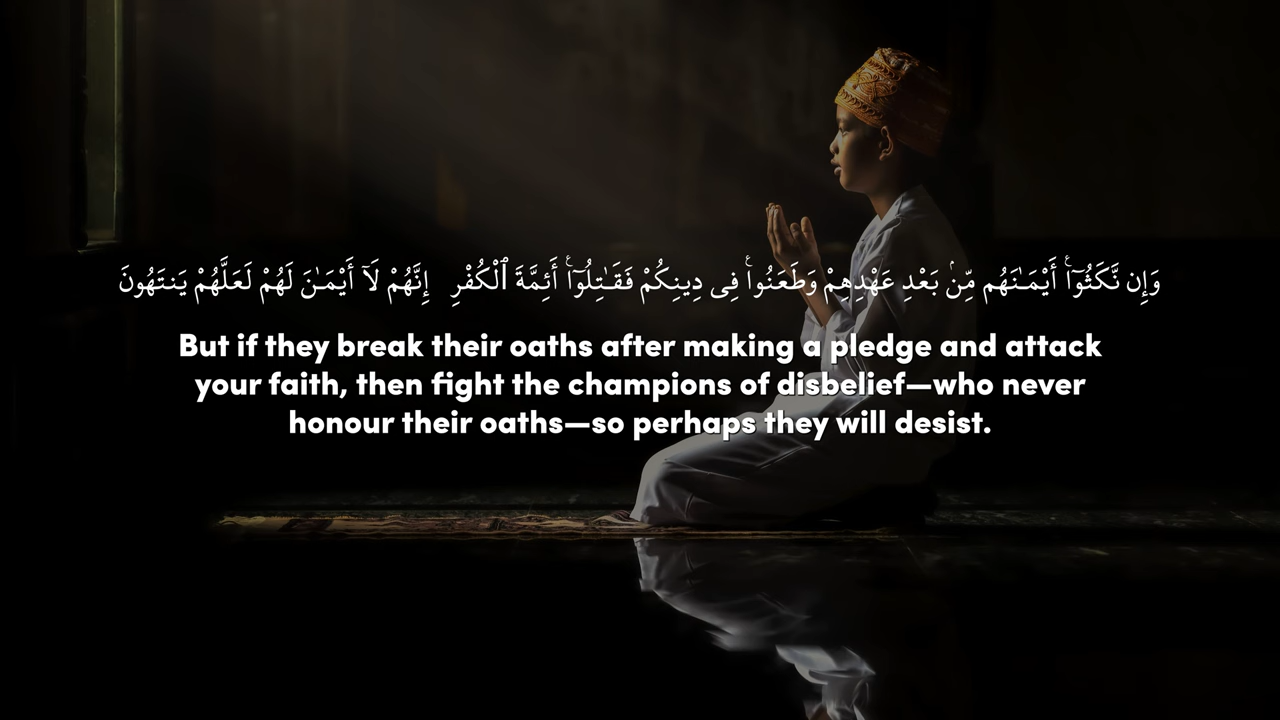 وَإِن نَّكَثُوٓا۟ أَيْمَـٰنَهُم مِّنۢ بَعْدِ عَهْدِهِمْ وَطَعَنُوا۟ فِى دِينِكُمْ فَقَـٰتِلُوٓا۟ أَئِمَّةَ ٱلْكُفْرِ إِنَّهُمْ لَآ أَيْمَـٰنَ لَهُمْ لَعَلَّهُمْ يَنتَهُونَ
But if they break their oaths after making a pledge and attack
your faith, then fight the champions of disbelief—who never
honour their oaths—so perhaps they will desist.